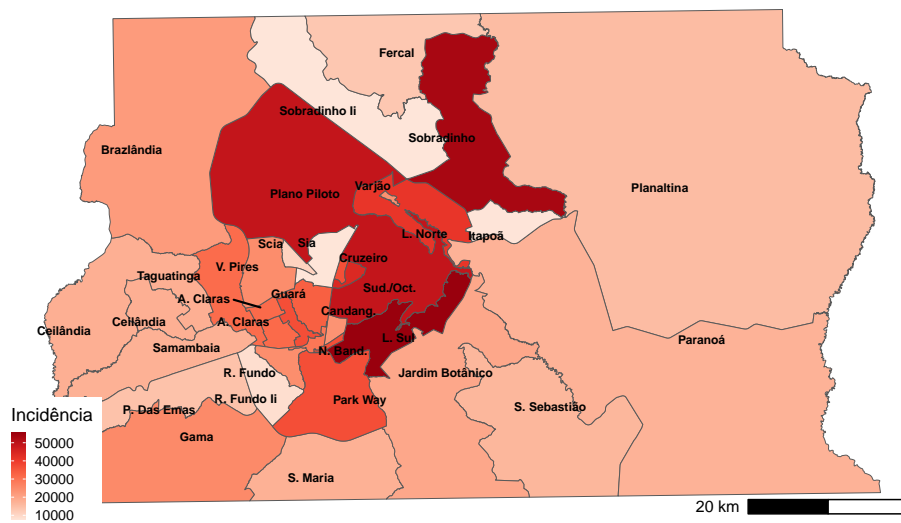 Fercal
Sobradinho Ii
Sobradinho
Brazlândia
Varjão
Plano Piloto
Planaltina
L. Norte
Itapoã
Scia
Sia
Cruzeiro
V. Pires
Taguatinga
Guará
Sud./Oct.
A. Claras
Candang.
Ceilândia
Ceilândia
A. Claras
L. Sul
Paranoá
Samambaia
N. Band.
R. Fundo
Jardim Botânico
R. Fundo Ii
Park Way
P. Das Emas
S. Sebastião
Gama
S. Maria
Incidência
50000
40000
30000
20000
10000
20 km